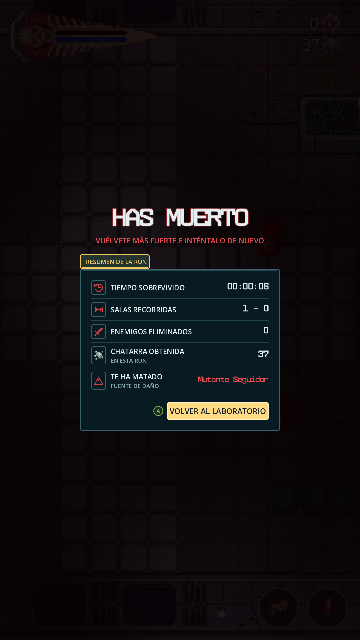 0
37
HAS MUERTO
VUÉLVETE MÁS FUERTE E INTÉNTALO DE NUEVO
RESUMEN DE LA RUN
TIEMPO SOBREVIVIDO 00:00:06
SALAS RECORRIDAS 1 - 0
ENEMIGOS ELIMINADOS 0
CHATARRA OBTENIDA 37
EN ESTA RUN
TE HA MATADO Mutante Seguidor
FUENTE DE DAÑO
A VOLVER AL LABORATORIO